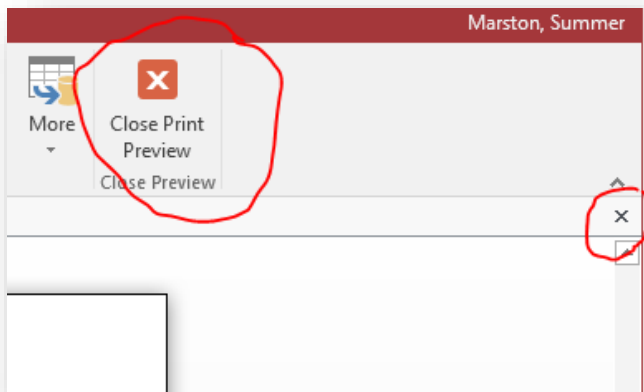 Marston, Summer
More
Close Print
Preview
Close Preview